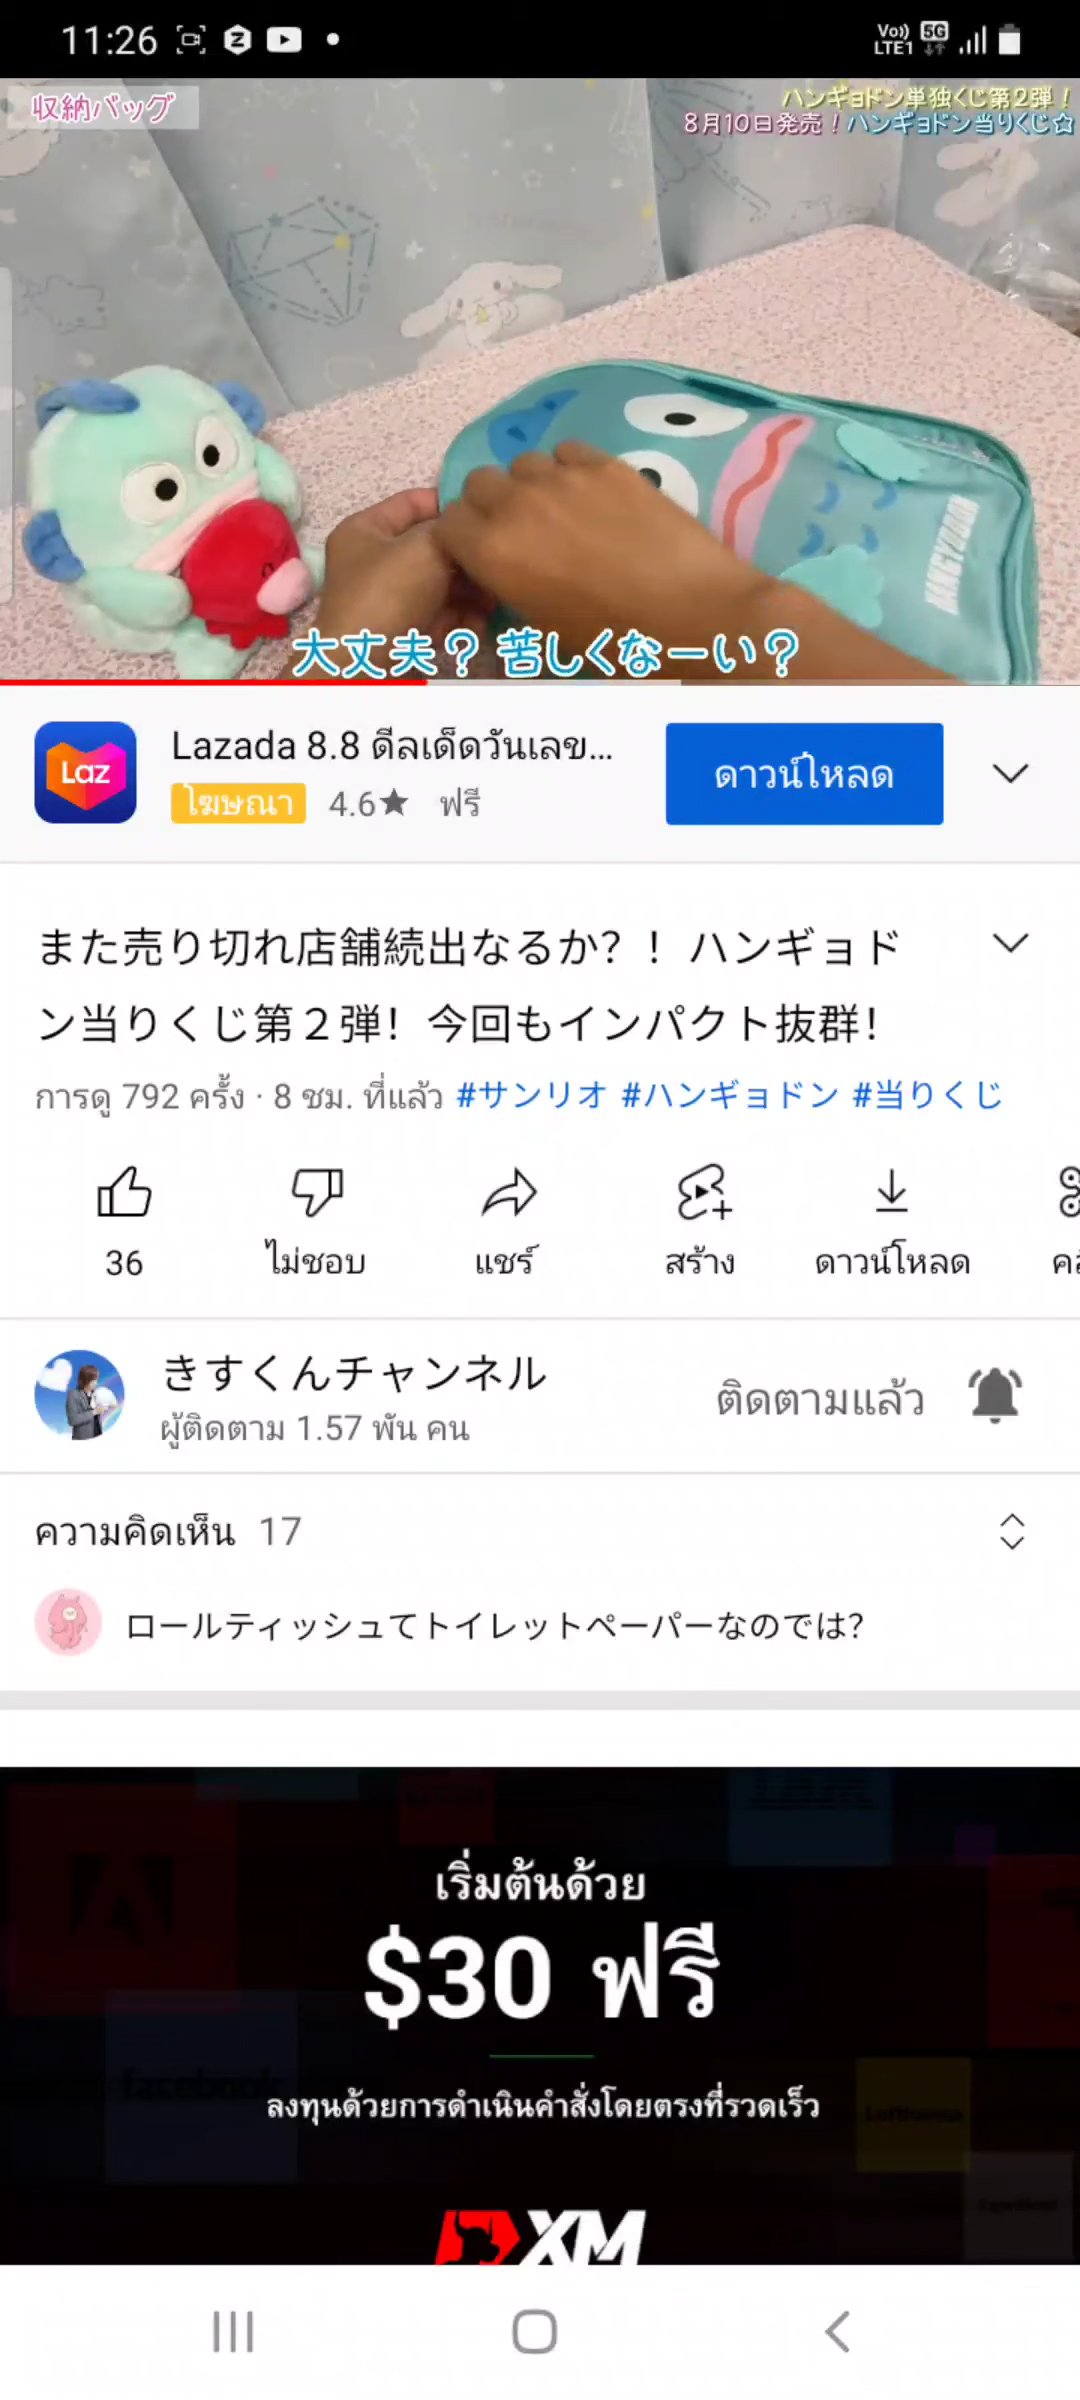 11:26
Vo)) LTE1 5G
収納バッグ
ハンギョドン単独くじ第2弾！
8月10日発売！ハンギョドン当りくじ☆
HANGYODON
大丈夫？ 苦しくなーい？
Laz
Lazada 8.8 ดีลเด็ดวันเลข...
โฆษณา 4.6★ ฟรี
ดาวน์โหลด
また売り切れ店舗続出なるか？！ハンギョド
ン当りくじ第２弾！今回もインパクト抜群！
การดู 792 ครั้ง · 8 ชม. ที่แล้ว #サンリオ #ハンギョドン #当りくじ
36 ไม่ชอบ แชร์ สร้าง ดาวน์โหลด
きすくんチャンネル
ผู้ติดตาม 1.57 พัน คน
ติดตามแล้ว
ความคิดเห็น 17
ロールティッシュてトイレットペーパーなのでは？
เริ่มต้นด้วย
$30 ฟรี
facebook
ลงทุนด้วยการดำเนินคำสั่งโดยตรงที่รวดเร็ว
Lufthansa
XM